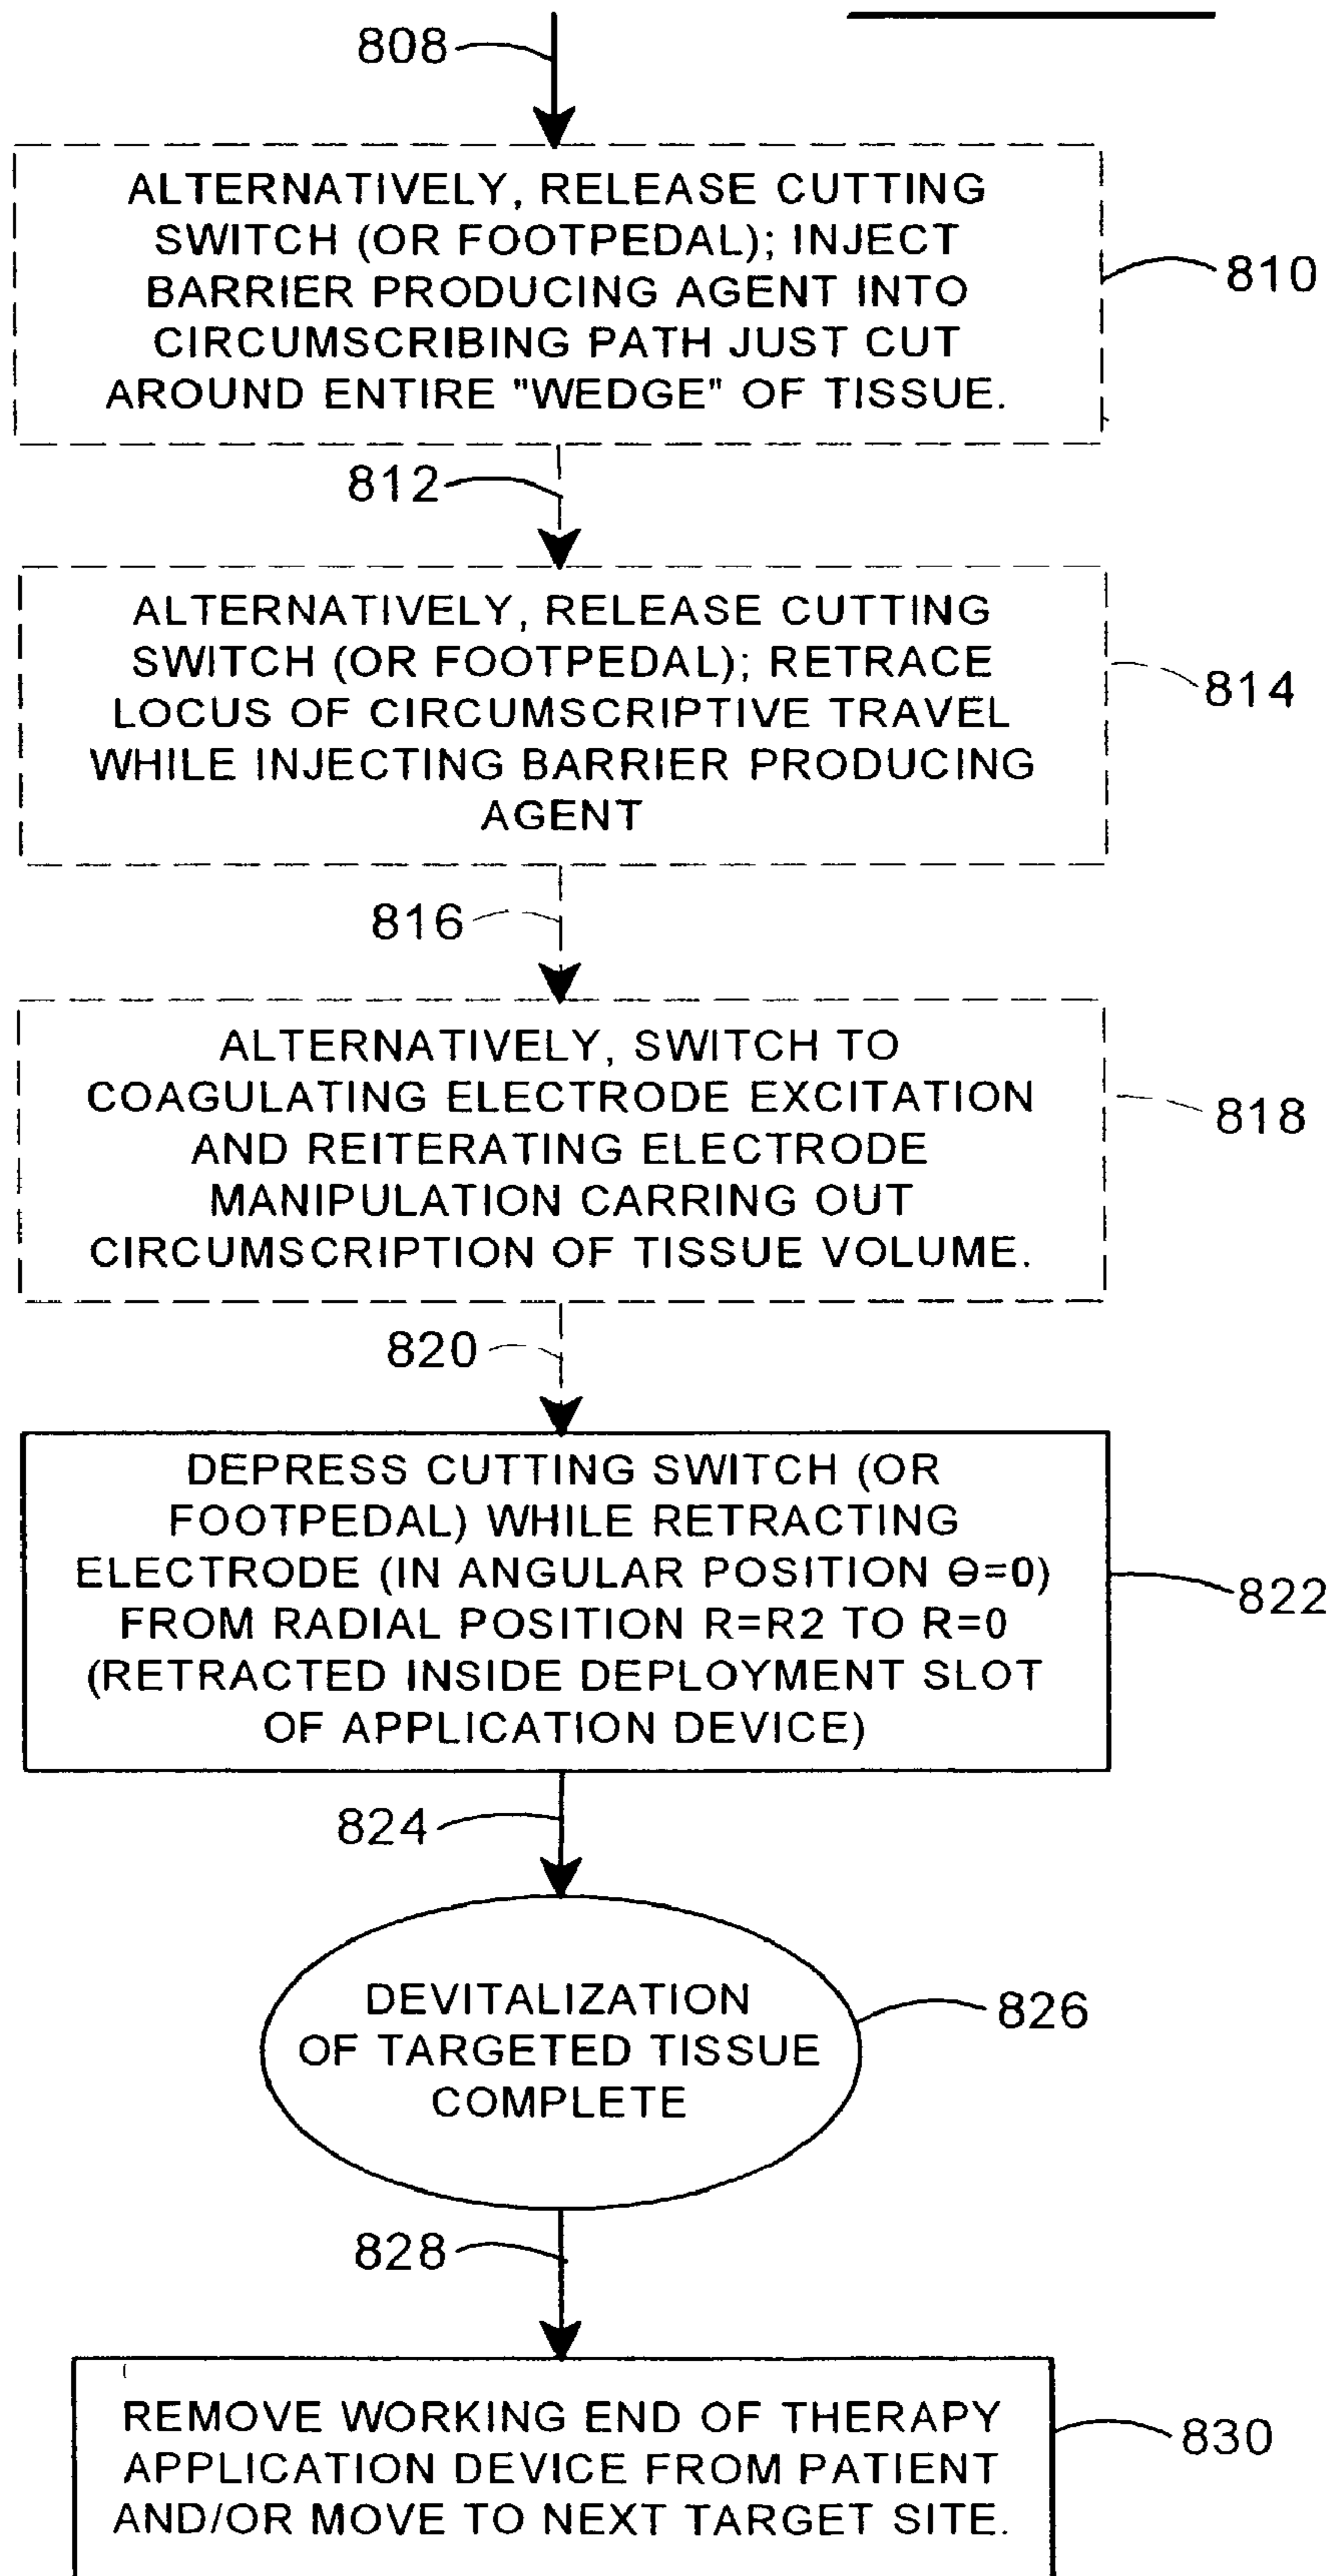 808
ALTERNATIVELY, RELEASE CUTTING
SWITCH (OR FOOTPEDAL); INJECT
BARRIER PRODUCING AGENT INTO
CIRCUMSCRIBING PATH JUST CUT
AROUND ENTIRE "WEDGE" OF TISSUE.
810
812
ALTERNATIVELY, RELEASE CUTTING
SWITCH (OR FOOTPEDAL); RETRACE
LOCUS OF CIRCUMSCRIPTIVE TRAVEL
WHILE INJECTING BARRIER PRODUCING
AGENT
814
816
ALTERNATIVELY, SWITCH TO
COAGULATING ELECTRODE EXCITATION
AND REITERATING ELECTRODE
MANIPULATION CARRING OUT
CIRCUMSCRIPTION OF TISSUE VOLUME.
818
820
DEPRESS CUTTING SWITCH (OR
FOOTPEDAL) WHILE RETRACTING
ELECTRODE (IN ANGULAR POSITION Θ=0)
FROM RADIAL POSITION R=R2 TO R=0
(RETRACTED INSIDE DEPLOYMENT SLOT
OF APPLICATION DEVICE)
822
824
DEVITALIZATION
OF TARGETED TISSUE
COMPLETE
826
828
REMOVE WORKING END OF THERAPY
APPLICATION DEVICE FROM PATIENT
AND/OR MOVE TO NEXT TARGET SITE.
830